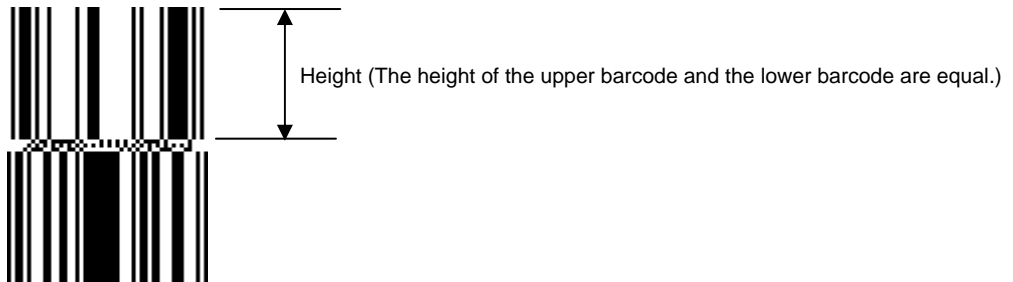 Height (The height of the upper barcode and the lower barcode are equal.)